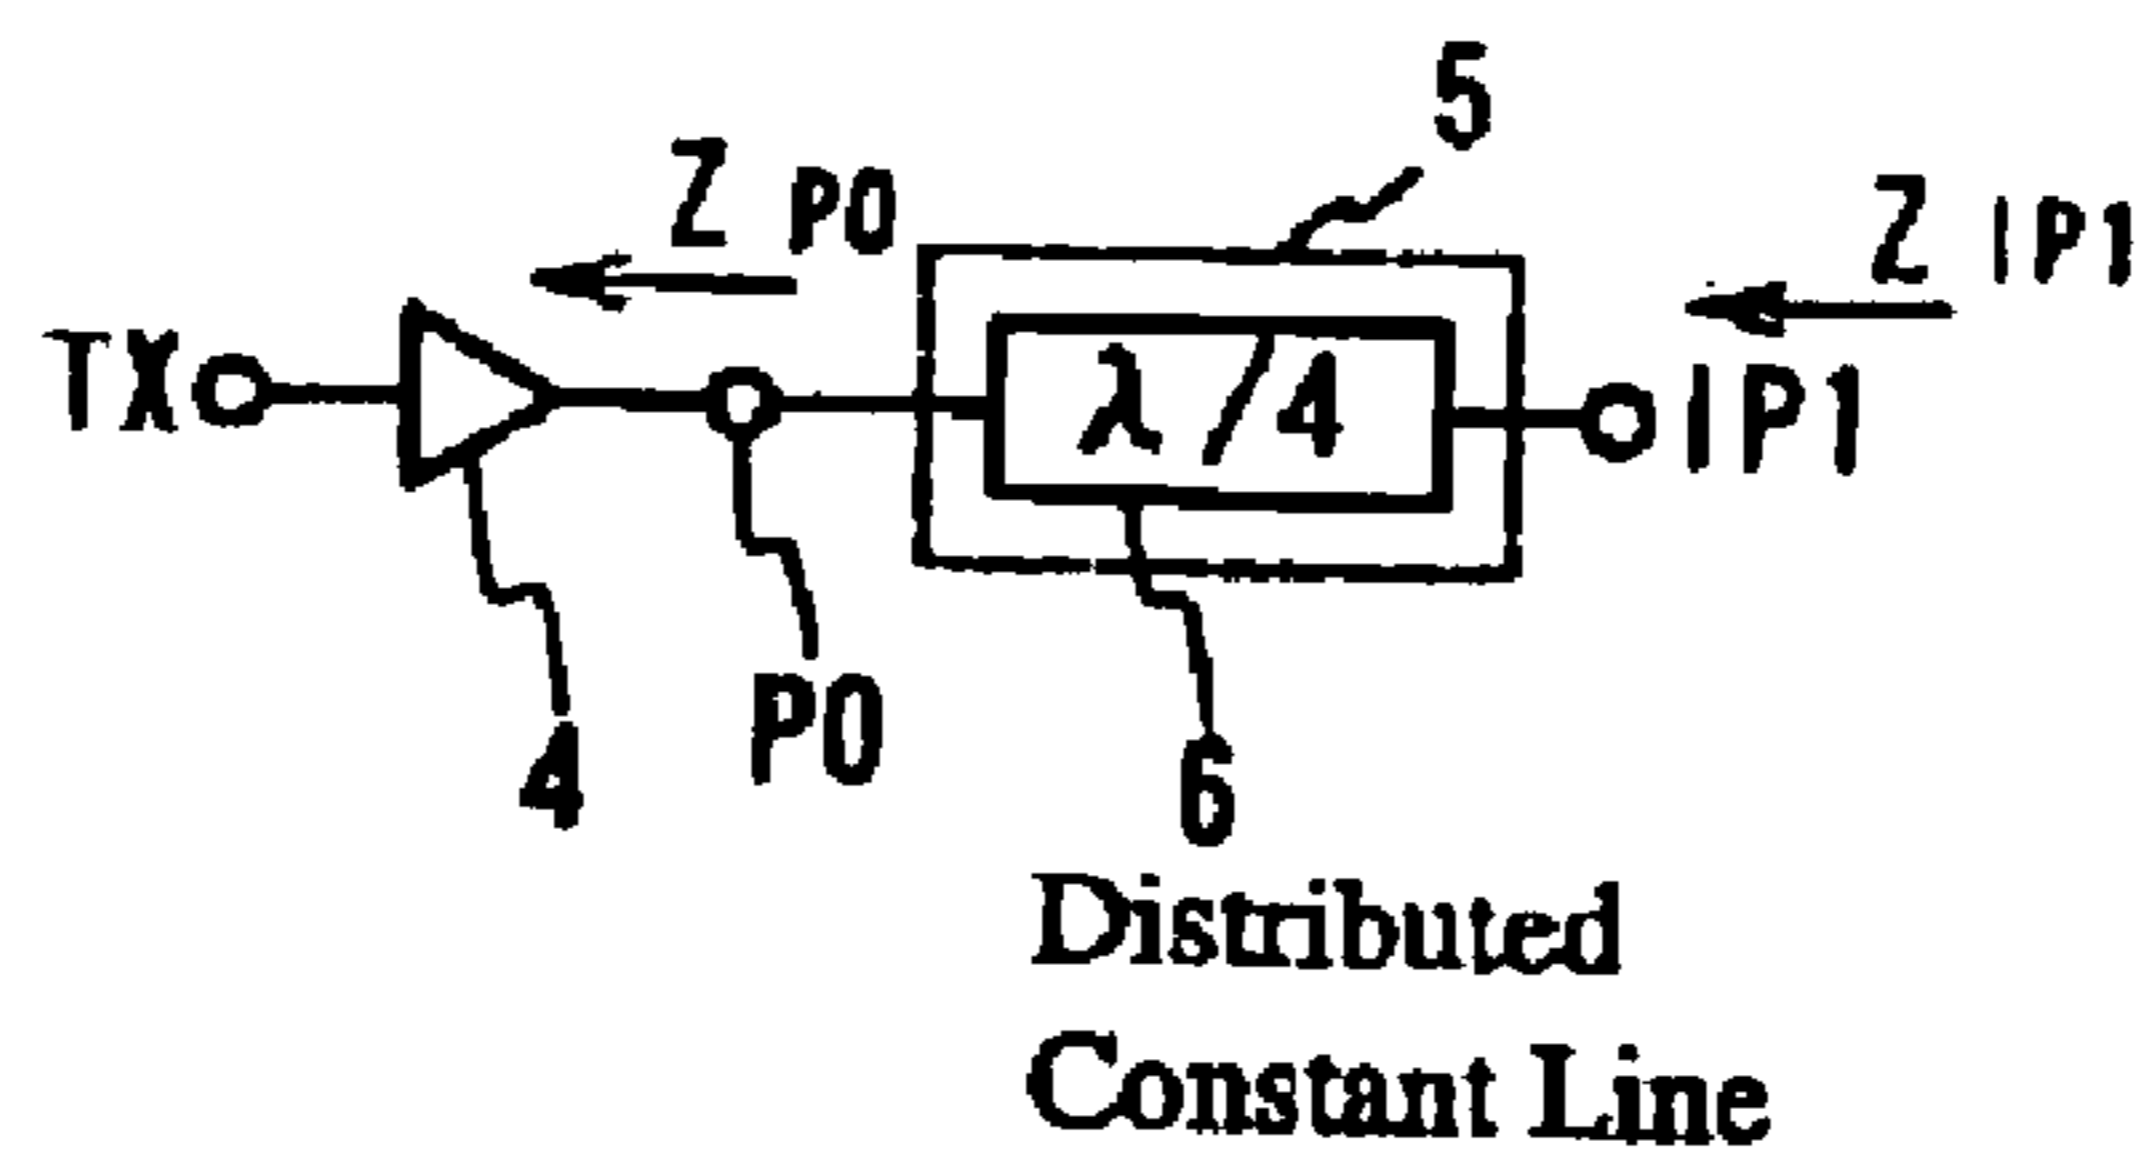 5
Z P0
Z IP1
TX
λ/4
IP1
4
P0
6
Distributed
Constant Line